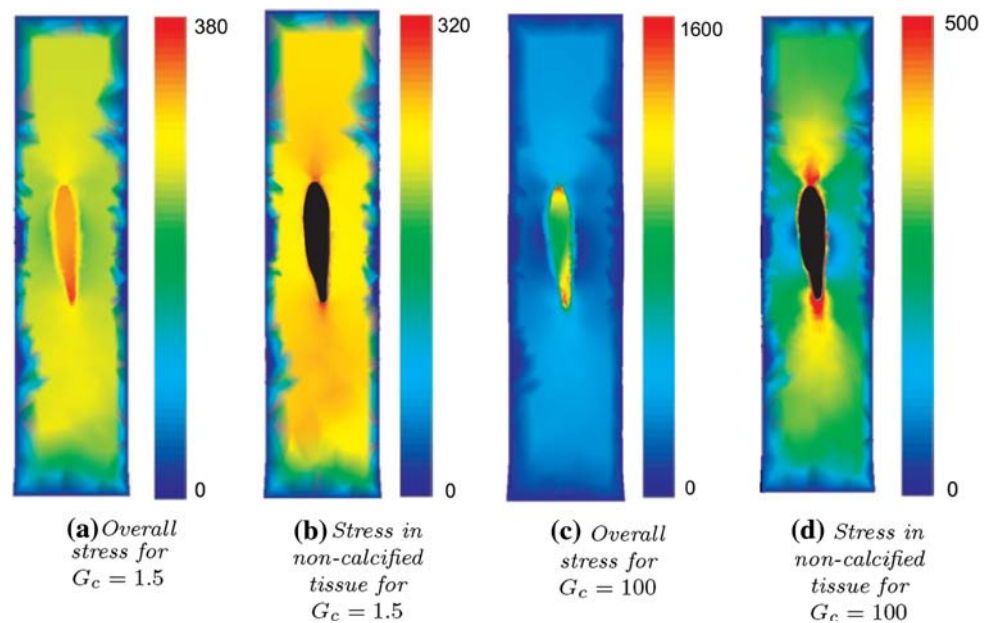 380
0
320
0
1600
0
500
0
(a) Overall
stress for
G_c = 1.5
(b) Stress in
non-calcified
tissue for
G_c = 1.5
(c) Overall
stress for
G_c = 100
(d) Stress in
non-calcified
tissue for
G_c = 100